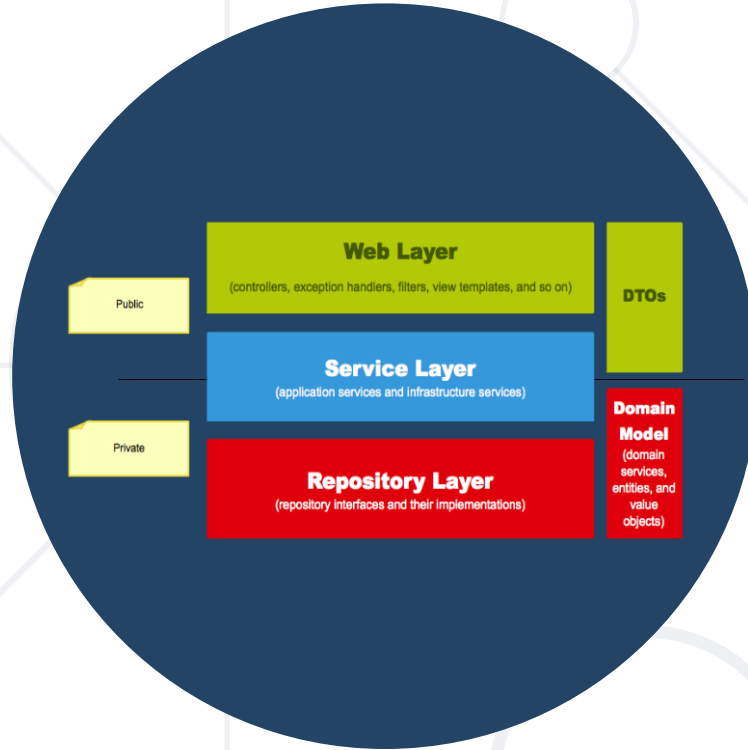 Web Layer
(controllers, exception handlers, filters, view templates, and so on)
DTOs
Public
Service Layer
(application services and infrastructure services)
Private
Repository Layer
(repository interfaces and their implementations)
Domain
Model
(domain
services,
entities, and
value
objects)